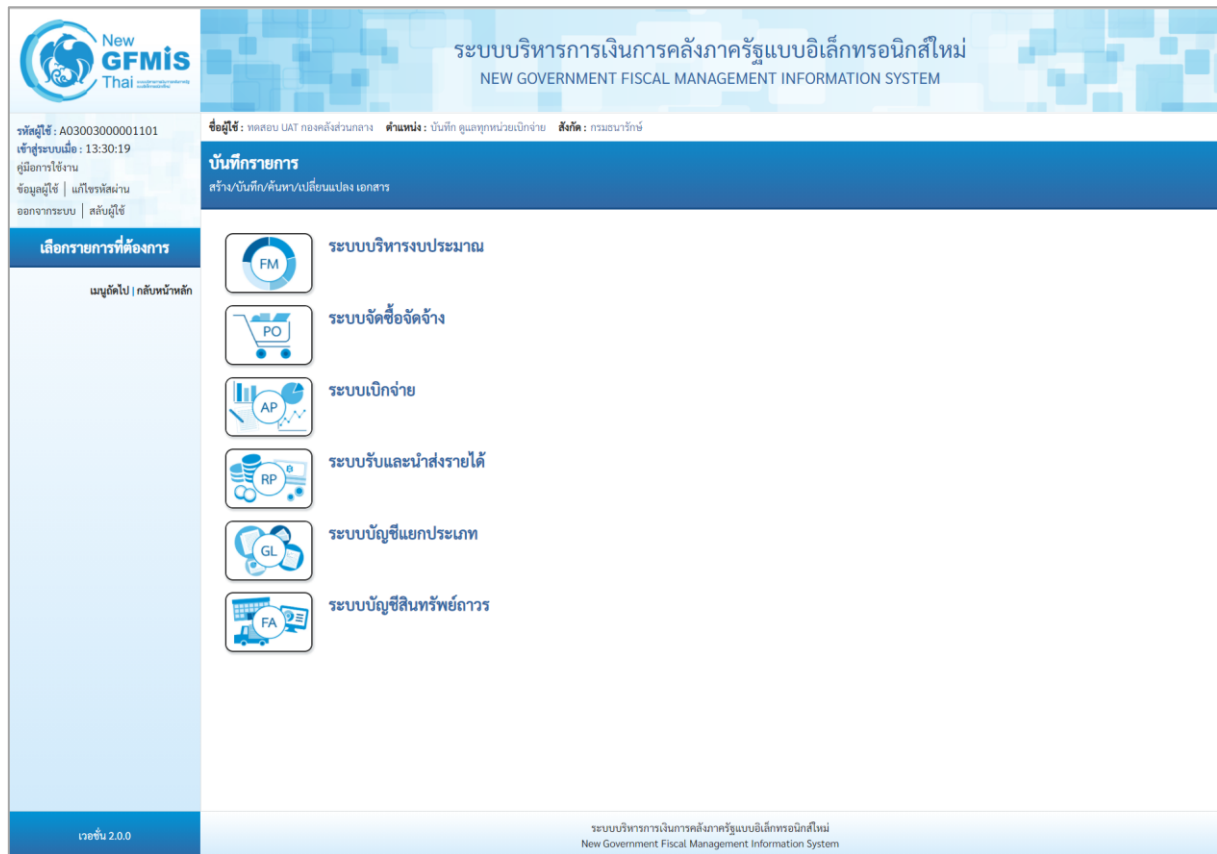 New
GFMiS
Thai
ระบบบริหารการเงินการคลังภาครัฐแบบอิเล็กทรอนิกส์ใหม่
NEW GOVERNMENT FISCAL MANAGEMENT INFORMATION SYSTEM
รหัสผู้ใช้ : A03003000001101
เข้าสู่ระบบเมื่อ : 13:30:19
คู่มือการใช้งาน
ข้อมูลผู้ใช้ | แก้ไขรหัสผ่าน
ออกจากระบบ | สลับผู้ใช้
ชื่อผู้ใช้ : ทดสอบ UAT กองคลังส่วนกลาง ตำแหน่ง : บันทึก ดูแลทุกหน่วยเบิกจ่าย สังกัด : กรมธนารักษ์
บันทึกรายการ
สร้าง/บันทึก/ค้นหา/เปลี่ยนแปลง เอกสาร
เลือกรายการที่ต้องการ
เมนูถัดไป | กลับหน้าหลัก
FM ระบบบริหารงบประมาณ
PO ระบบจัดซื้อจัดจ้าง
AP ระบบเบิกจ่าย
RP ระบบรับและนำส่งรายได้
GL ระบบบัญชีแยกประเภท
FA ระบบบัญชีสินทรัพย์ถาวร
เวอชั่น 2.0.0
ระบบบริหารการเงินการคลังภาครัฐแบบอิเล็กทรอนิกส์ใหม่
New Government Fiscal Management Information System